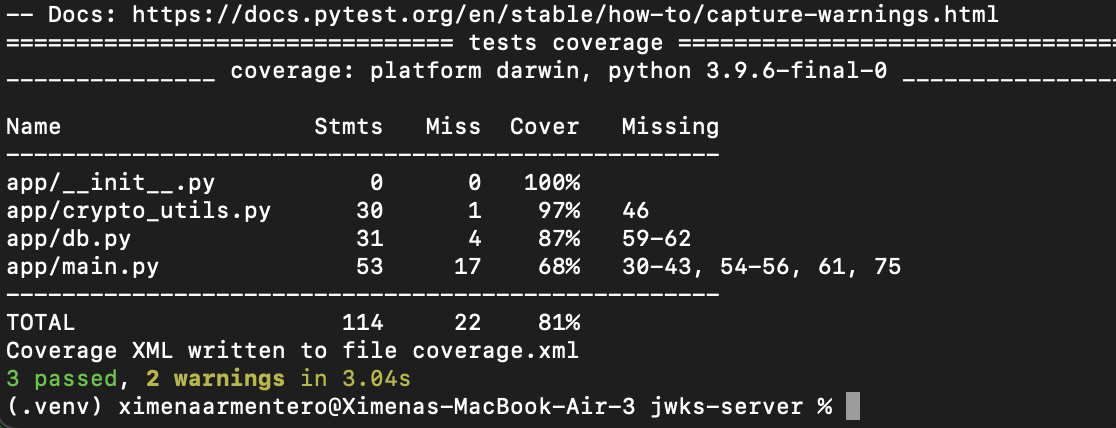 -- Docs: https://docs.pytest.org/en/stable/how-to/capture-warnings.html
================================ tests coverage ================================
_______________ coverage: platform darwin, python 3.9.6-final-0 ________________
Name                  Stmts   Miss  Cover   Missing
---------------------------------------------------
app/__init__.py           0      0   100%
app/crypto_utils.py      30      1    97%   46
app/db.py                31      4    87%   59-62
app/main.py              53     17    68%   30-43, 54-56, 61, 75
---------------------------------------------------
TOTAL                   114     22    81%
Coverage XML written to file coverage.xml
3 passed, 2 warnings in 3.04s
(.venv) ximenaarmentero@Ximenas-MacBook-Air-3 jwks-server %